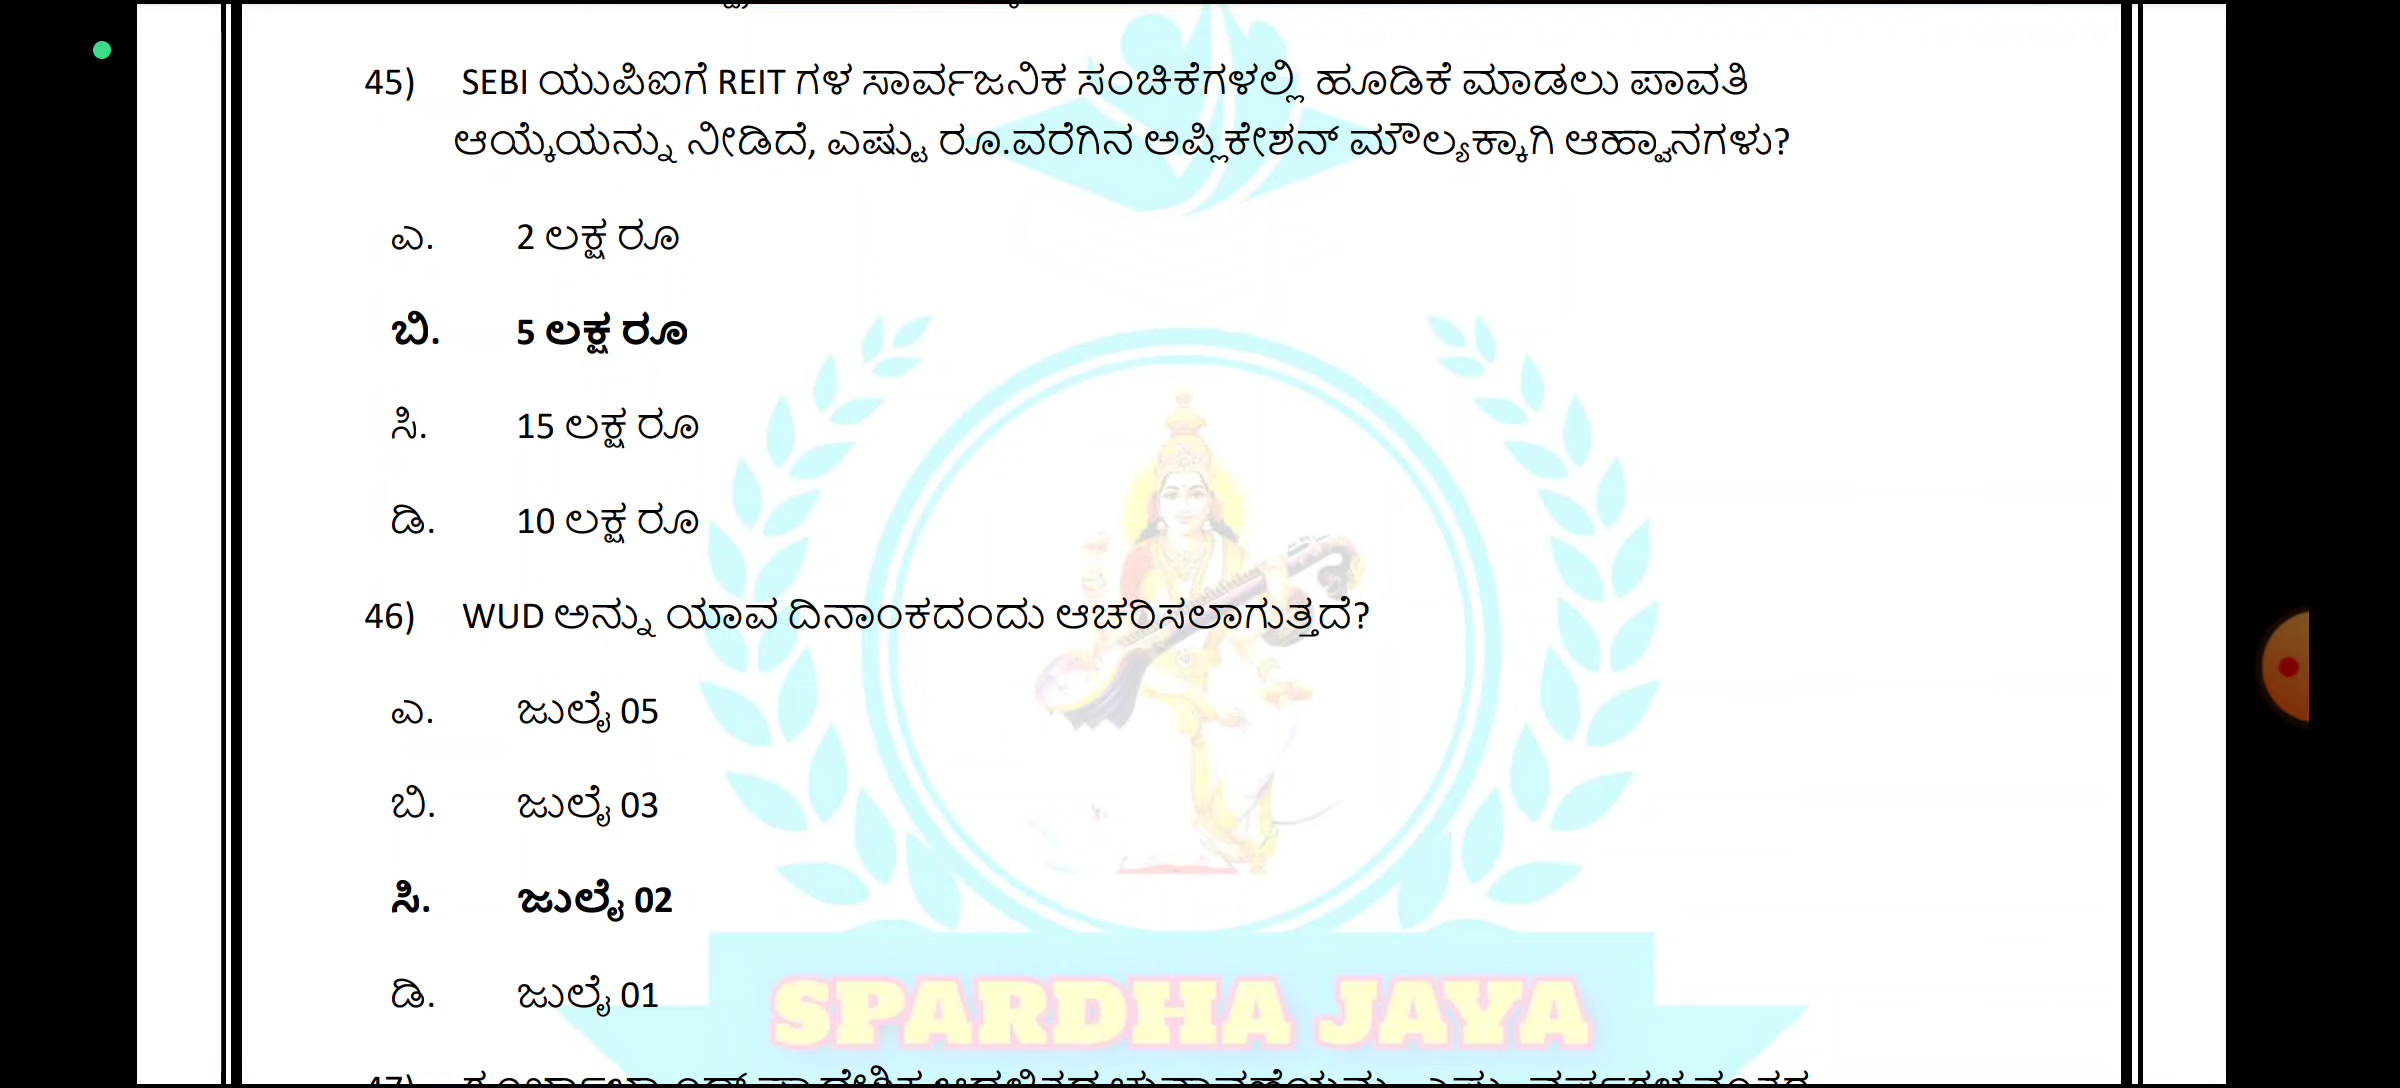 45) SEBI ಯುಪಿಐಗೆ REIT ಗಳ ಸಾರ್ವಜನಿಕ ಸಂಚಿಕೆಗಳಲ್ಲಿ ಹೂಡಿಕೆ ಮಾಡಲು ಪಾವತಿ
ಆಯ್ಕೆಯನ್ನು ನೀಡಿದೆ, ಎಷ್ಟು ರೂ.ವರೆಗಿನ ಅಪ್ಲಿಕೇಶನ್ ಮೌಲ್ಯಕ್ಕಾಗಿ ಆಹ್ವಾನಗಳು?
ಎ. 2 ಲಕ್ಷ ರೂ
ಬಿ. 5 ಲಕ್ಷ ರೂ
ಸಿ. 15 ಲಕ್ಷ ರೂ
ಡಿ. 10 ಲಕ್ಷ ರೂ
46) WUD ಅನ್ನು ಯಾವ ದಿನಾಂಕದಂದು ಆಚರಿಸಲಾಗುತ್ತದೆ?
ಎ. ಜುಲೈ 05
ಬಿ. ಜುಲೈ 03
ಸಿ. ಜುಲೈ 02
ಡಿ. ಜುಲೈ 01
SPARDHA JAYA
47)